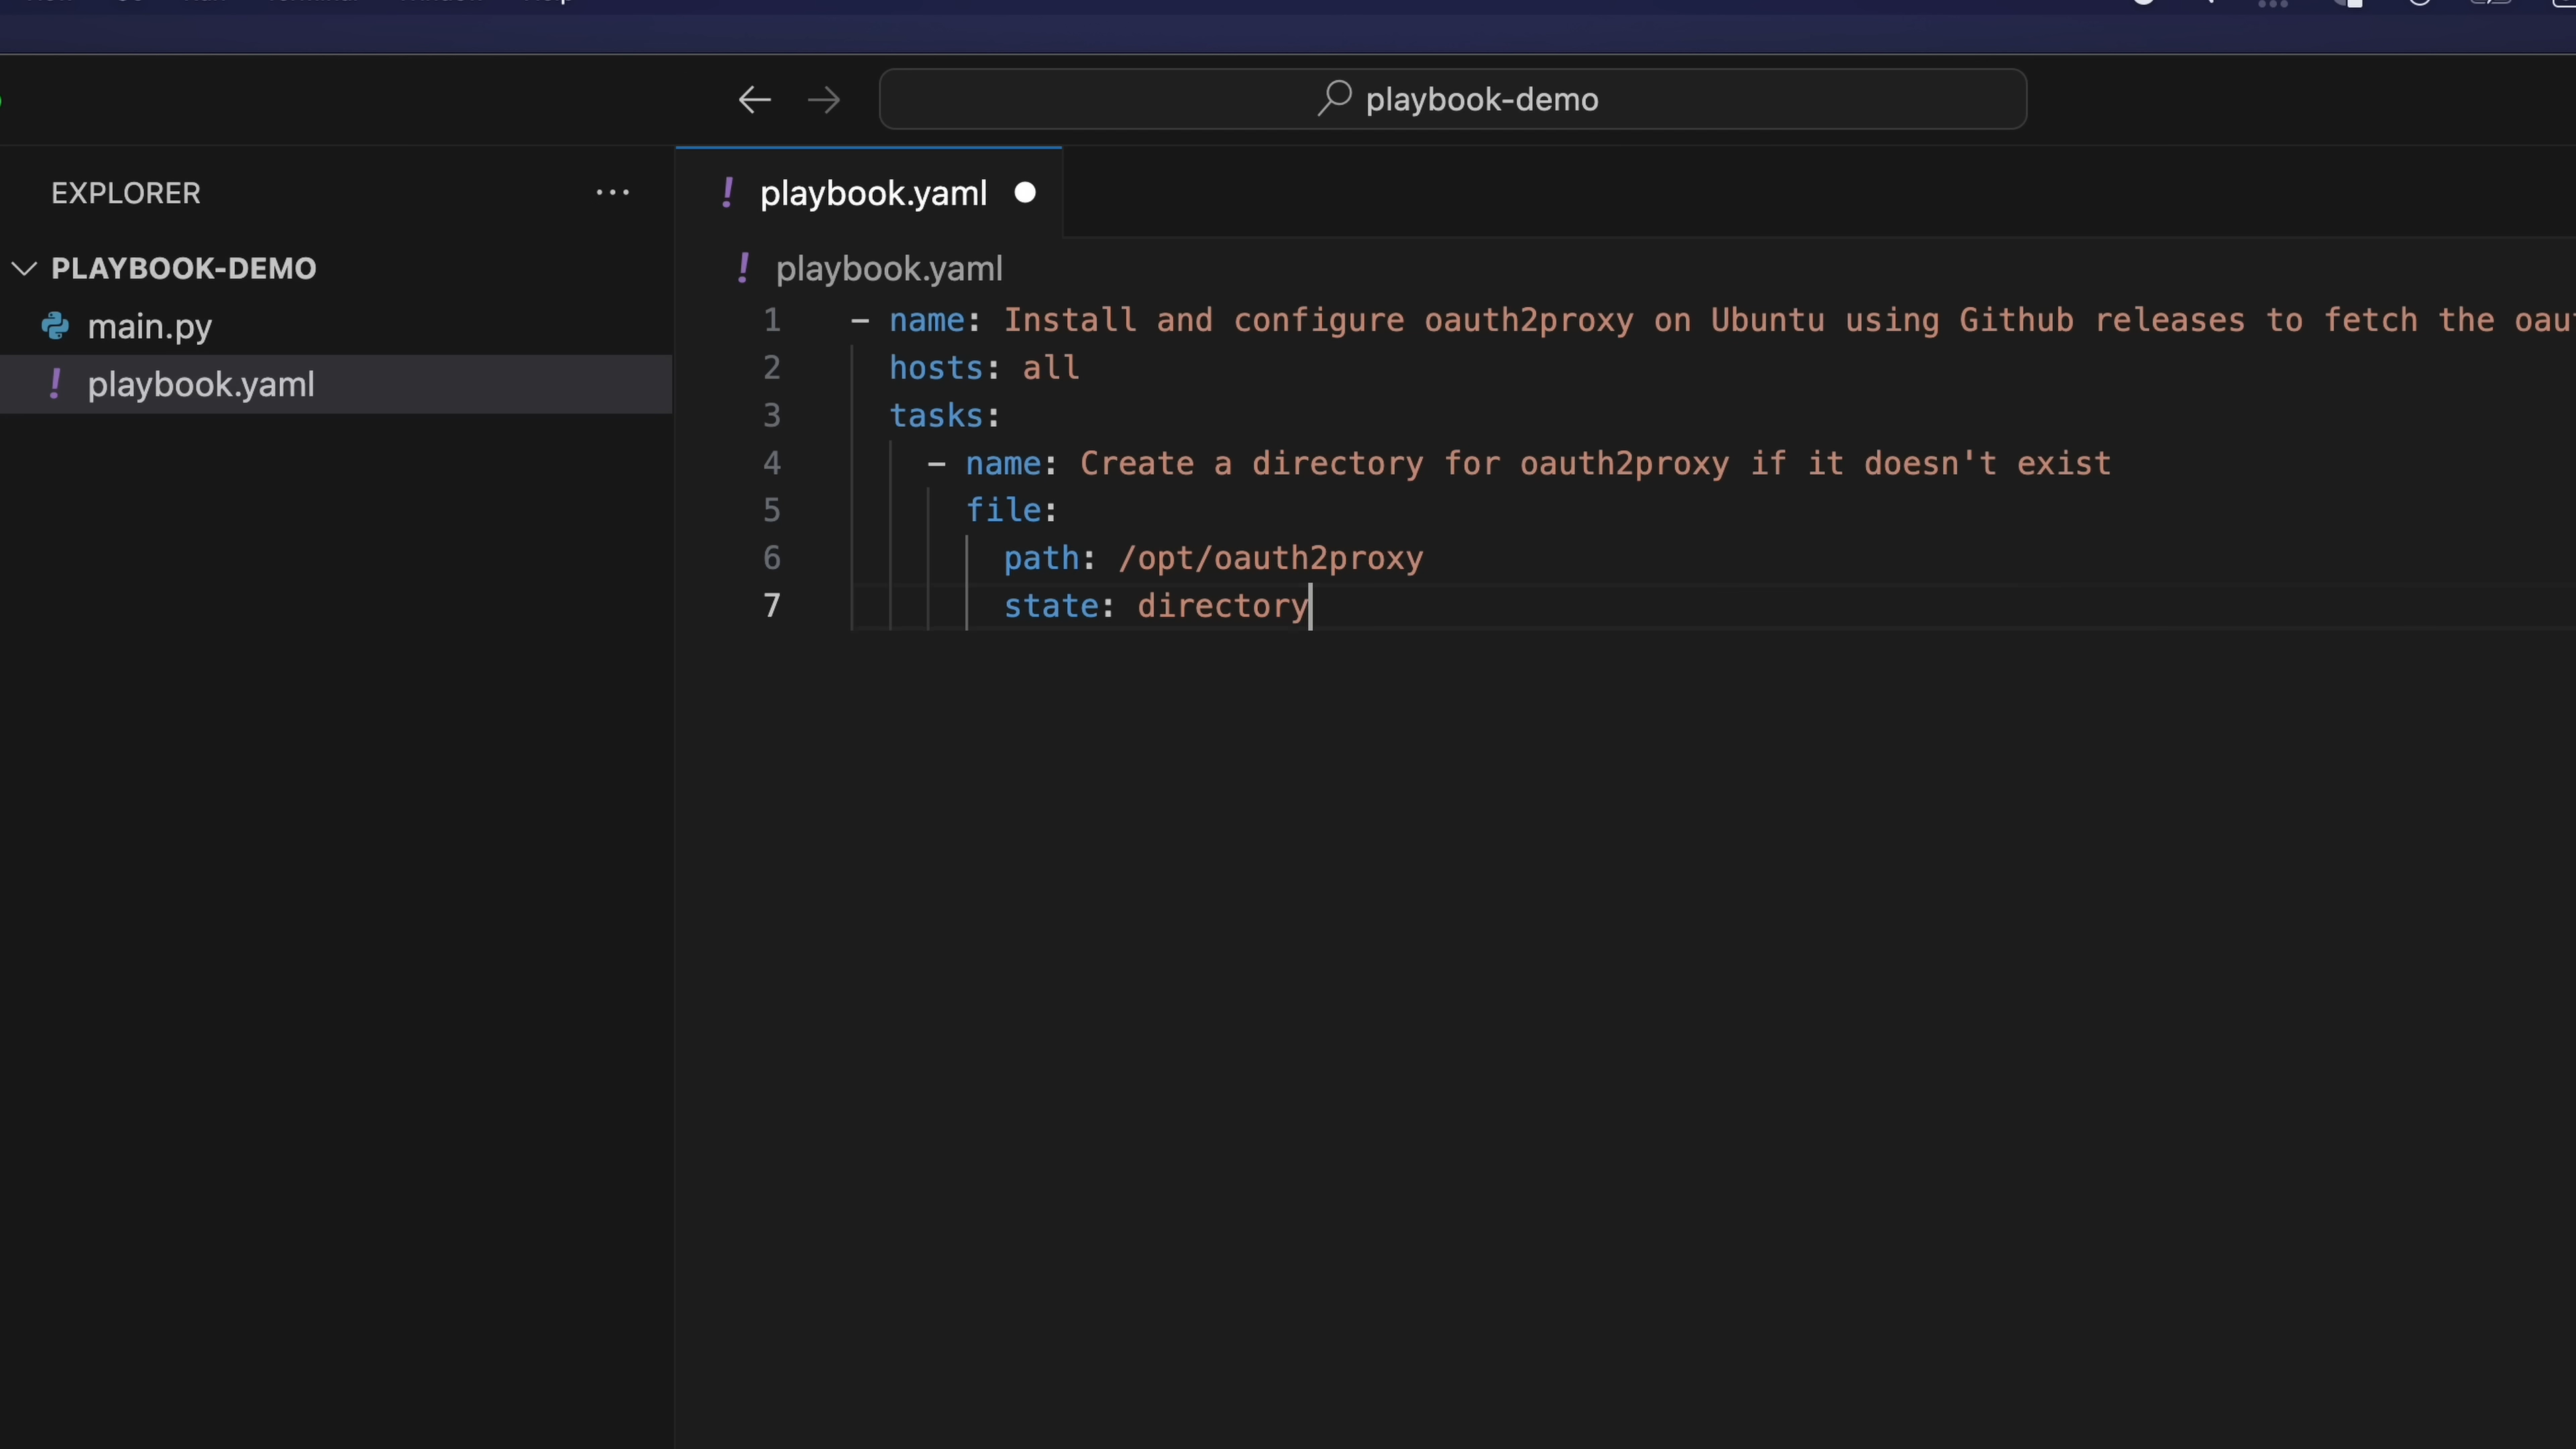 playbook-demo
EXPLORER
playbook.yaml
PLAYBOOK-DEMO
playbook.yaml
main.py
playbook.yaml
1 - name: Install and configure oauth2proxy on Ubuntu using Github releases to fetch the
2 hosts: all
3 tasks:
4 - name: Create a directory for oauth2proxy if it doesn't exist
5 file:
6 path: /opt/oauth2proxy
7 state: directory